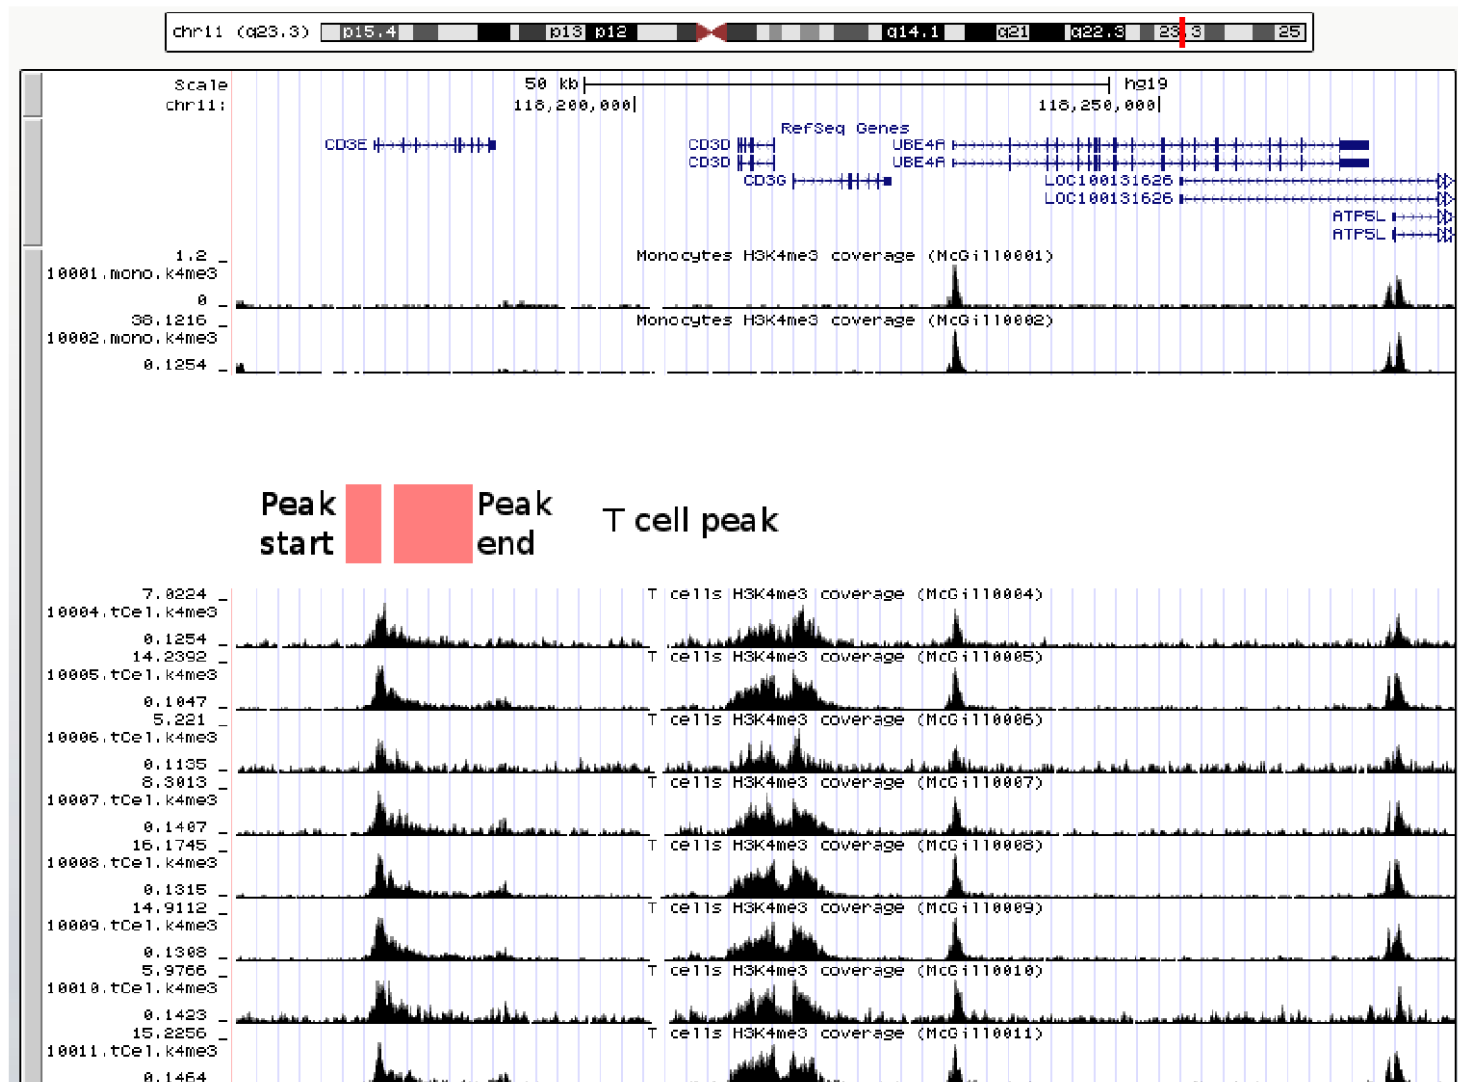 chr11 (q23.3) p15.4 p13 p12 q14.1 q21 q22.3 23.3 25
Scale 50 kb hg19
chr11: 118,200,000 118,250,000
RefSeq Genes
CD3E CD3D UBE4A
CD3D UBE4A
CD3G LOC100131626
LOC100131626
ATP5L
ATP5L
1.2 _ Monocytes H3K4me3 coverage (McGill0001)
10001.mono.k4me3
0 _
38.1216 _ Monocytes H3K4me3 coverage (McGill0002)
10002.mono.k4me3
0.1254 _
Peak start
Peak end
T cell peak
7.0224 _ T cells H3K4me3 coverage (McGill0004)
10004.tCel.k4me3
0.1254 _
14.2392 _ T cells H3K4me3 coverage (McGill0005)
10005.tCel.k4me3
0.1047 _
5.221 _ T cells H3K4me3 coverage (McGill0006)
10006.tCel.k4me3
0.1135 _
8.3013 _ T cells H3K4me3 coverage (McGill0007)
10007.tCel.k4me3
0.1407 _
16.1745 _ T cells H3K4me3 coverage (McGill0008)
10008.tCel.k4me3
0.1315 _
14.9112 _ T cells H3K4me3 coverage (McGill0009)
10009.tCel.k4me3
0.1308 _
5.9766 _ T cells H3K4me3 coverage (McGill0010)
10010.tCel.k4me3
0.1423 _
15.2256 _ T cells H3K4me3 coverage (McGill0011)
10011.tCel.k4me3
0.1464